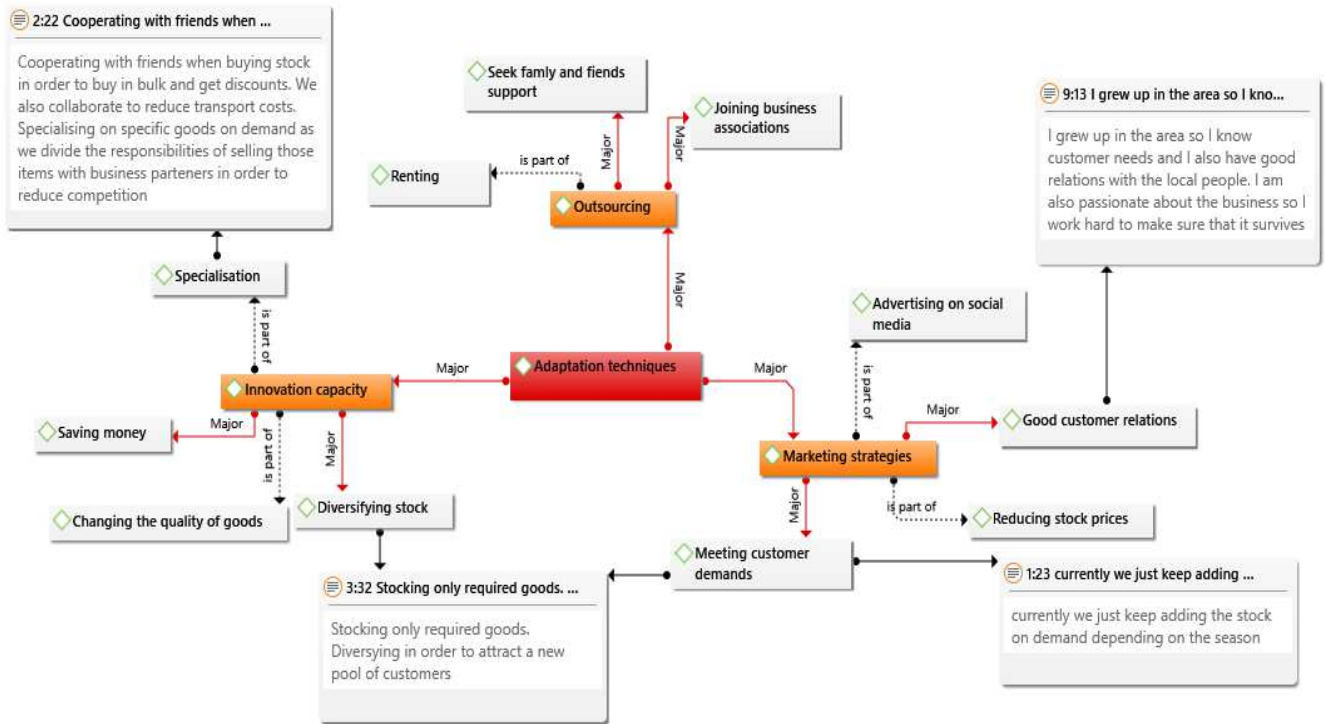 2:22 Cooperating with friends when ...
Cooperating with friends when buying stock
in order to buy in bulk and get discounts. We
also collaborate to reduce transport costs.
Specialising on specific goods on demand as
we divide the responsibilities of selling those
items with business parteners in order to
reduce competition
Seek famly and fiends
support
Joining business
associations
9:13 I grew up in the area so I kno...
I grew up in the area so I know
customer needs and I also have good
relations with the local people. I am
also passionate about the business so I
work hard to make sure that it survives
Major
Major
is part of
Renting
Outsourcing
Specialisation
Major
Advertising on social
media
is part of
Adaptation techniques
Major
Major
is part of
Innovation capacity
Major
Good customer relations
Saving money
Major
is part of
Major
Marketing strategies
Major
is part of
Changing the quality of goods
Diversifying stock
Reducing stock prices
Meeting customer
demands
3:32 Stocking only required goods. ...
Stocking only required goods.
Diversying in order to attract a new
pool of customers
1:23 currently we just keep adding ...
currently we just keep adding the stock
on demand depending on the season